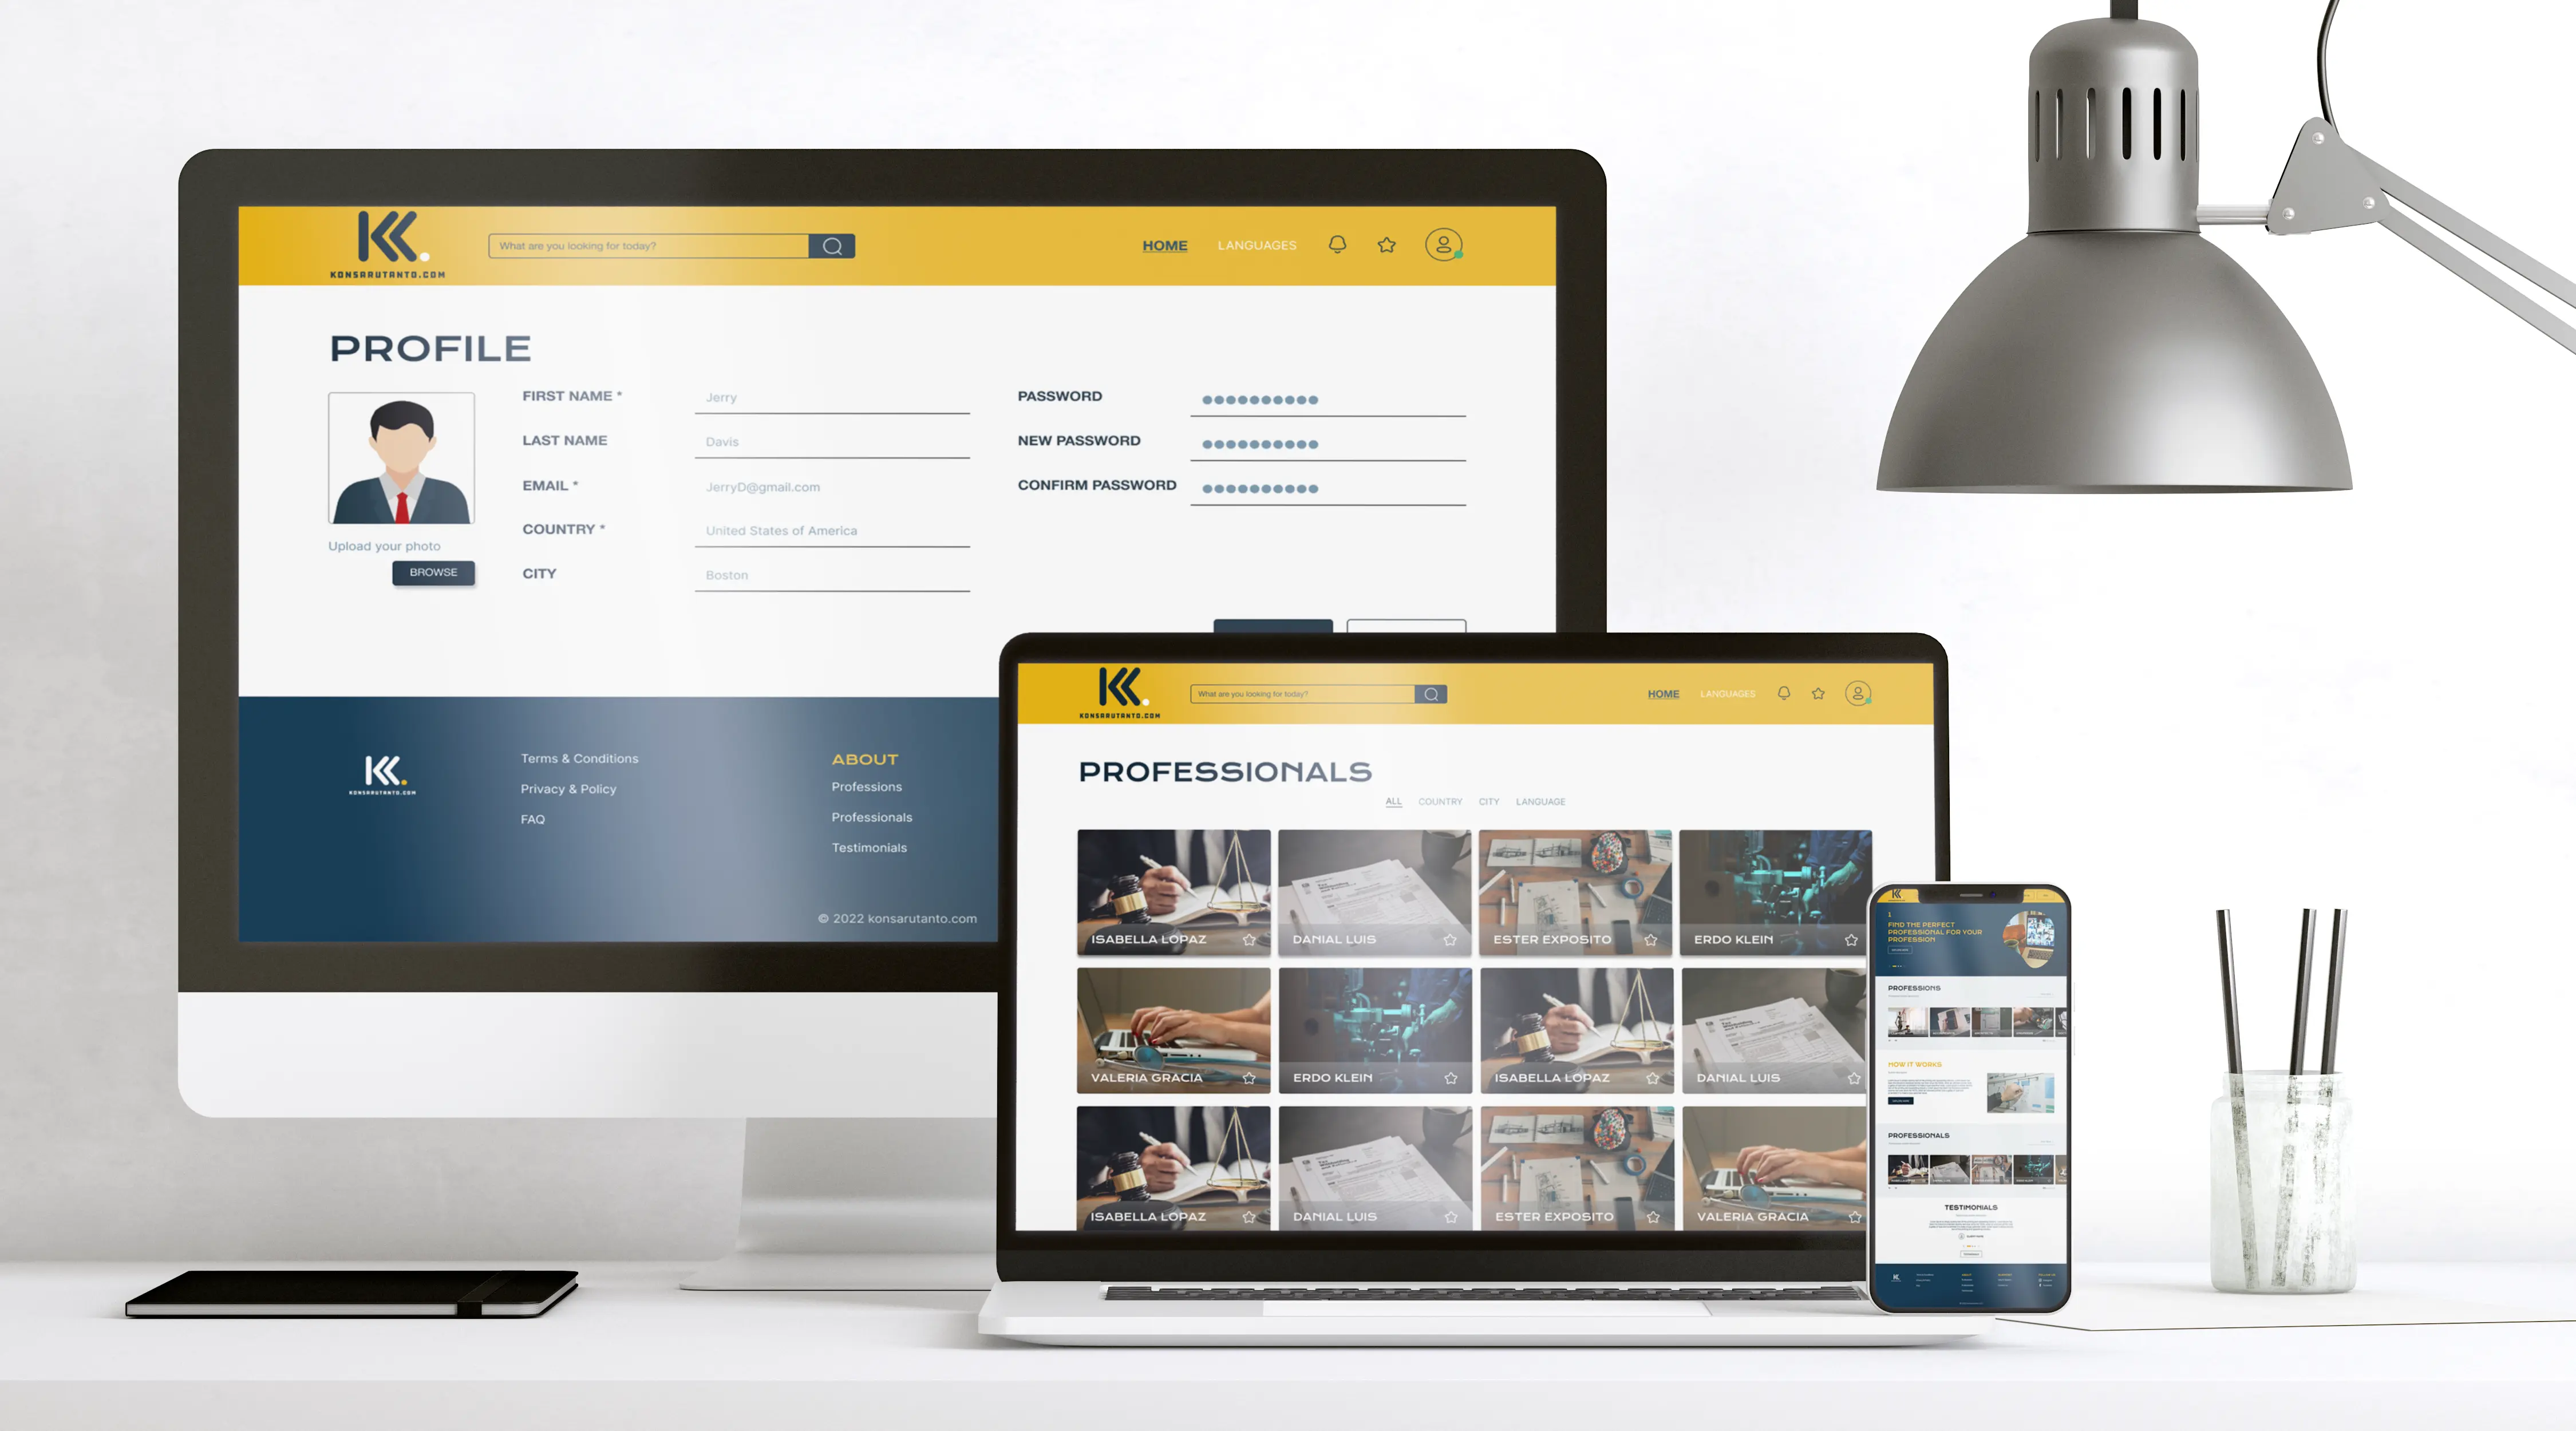 KONSARUTANTO.COM
What are you looking for today?
HOME
LANGUAGES
PROFILE
Upload your photo
BROWSE
FIRST NAME *
Jerry
LAST NAME
Davis
EMAIL *
JerryD@gmail.com
COUNTRY *
United States of America
CITY
Boston
PASSWORD
NEW PASSWORD
CONFIRM PASSWORD
KONSARUTANTO.COM
Terms & Conditions
Privacy & Policy
FAQ
ABOUT
Professions
Professionals
Testimonials
© 2022 konsarutanto.com
KONSARUTANTO.COM
What are you looking for today?
HOME
LANGUAGES
PROFESSIONALS
ALL COUNTRY CITY LANGUAGE
ISABELLA LOPAZ
DANIAL LUIS
ESTER EXPOSITO
ERDO KLEIN
VALERIA GRACIA
ERDO KLEIN
ISABELLA LOPAZ
DANIAL LUIS
ISABELLA LOPAZ
DANIAL LUIS
ESTER EXPOSITO
VALERIA GRACIA
FIND THE PERFECT
PROFESSIONAL FOR YOUR
PROFESSION
PROFESSIONS
HOW IT WORKS
PROFESSIONALS
TESTIMONIALS